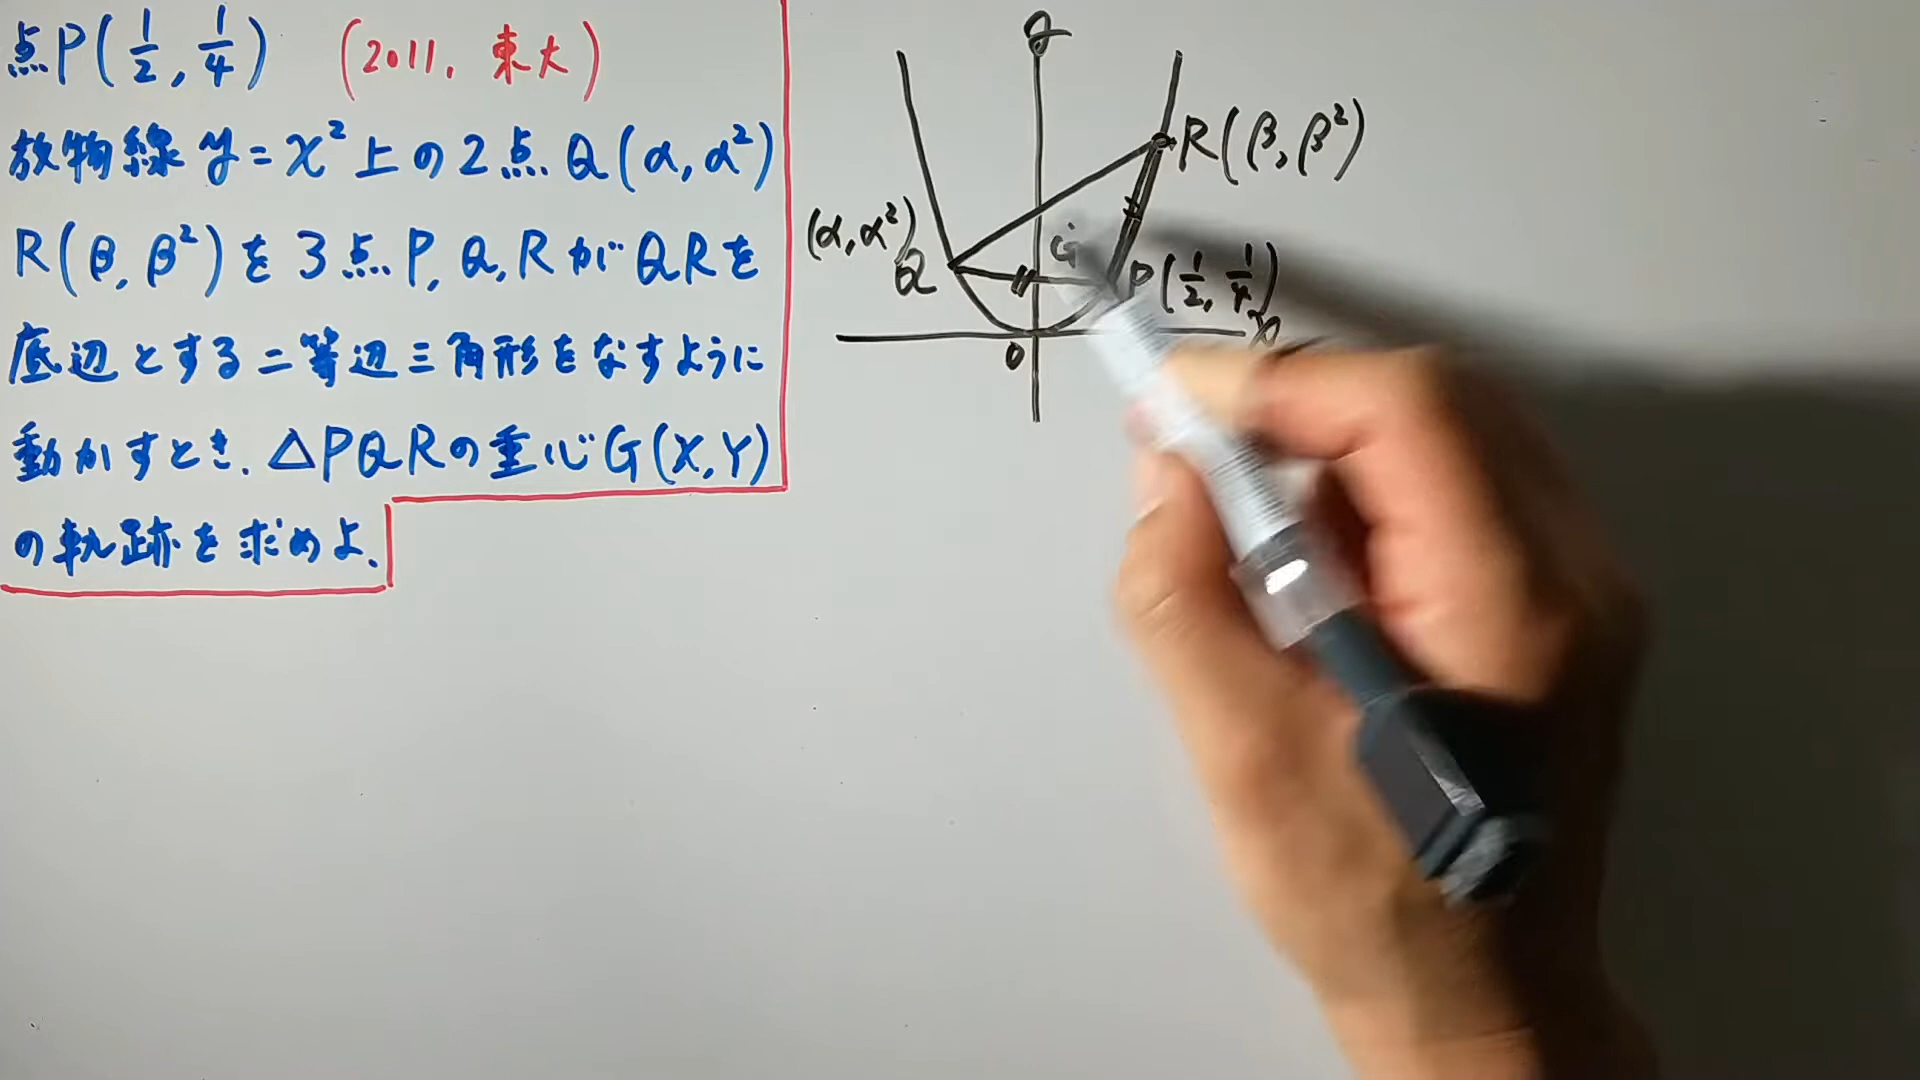 点P(1/2, 1/4) (2011, 東大)
放物線 y=x²上の2点Q(α, α²)
R(β, β²)を3点P, Q, RがQRを
底辺とする二等辺三角形をなすように
動かすとき、△PQRの重心G(X, Y)
の軌跡を求めよ.
y
R(β, β²)
(α, α²)
Q
G
P(1/2, 1/4)
x
O